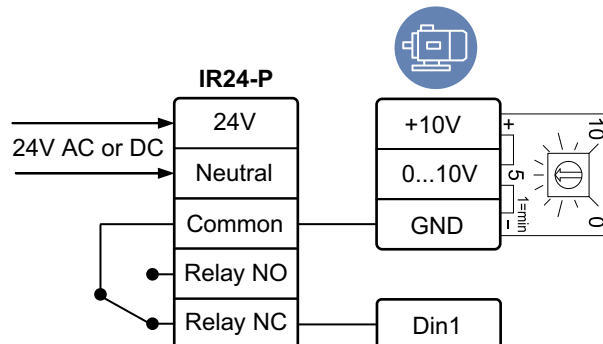 IR24-P
24V AC or DC
24V
Neutral
Common
Relay NO
Relay NC
+10V
0...10V
GND
Din1
+
5
1=min
-
10
0